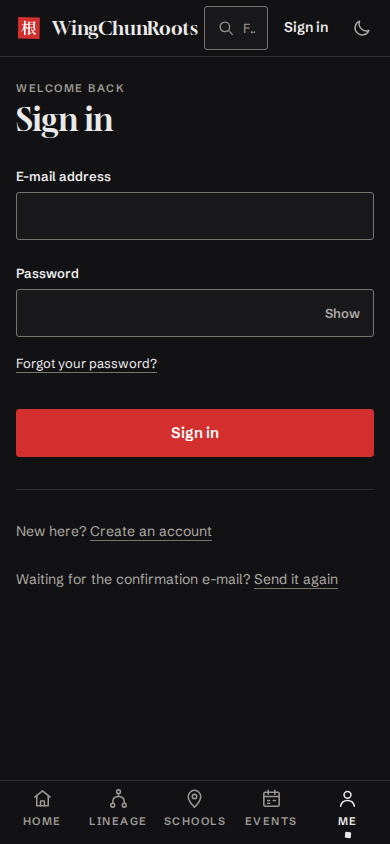 根 WingChunRoots F.. Sign in
WELCOME BACK
Sign in
E-mail address
Password
Show
Forgot your password?
Sign in
New here? Create an account
Waiting for the confirmation e-mail? Send it again
HOME LINEAGE SCHOOLS EVENTS ME